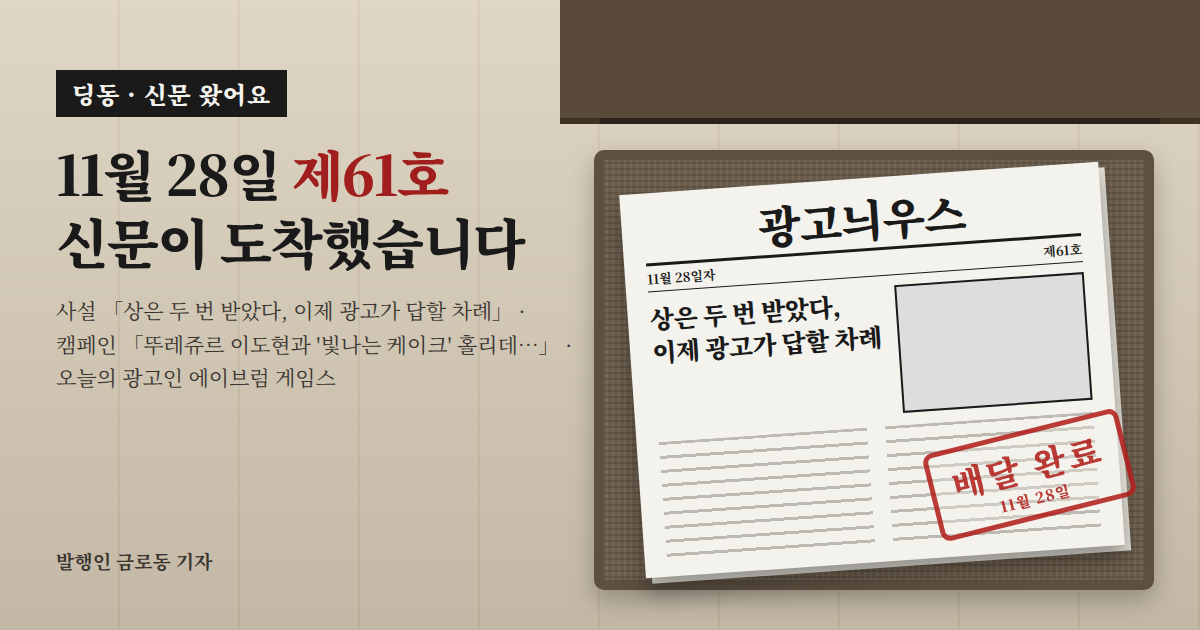 딩동 · 신문 왔어요
11월 28일 제61호
신문이 도착했습니다
사설 「상은 두 번 받았다, 이제 광고가 답할 차례」 ·
캠페인 「뚜레쥬르 이도현과 '빛나는 케이크' 홀리데…」 ·
오늘의 광고인 에이브럼 게임스
발행인 금로동 기자
광고늬우스
11월 28일자
제61호
상은 두 번 받았다,
이제 광고가 답할 차례
배달 완료
11월 28일